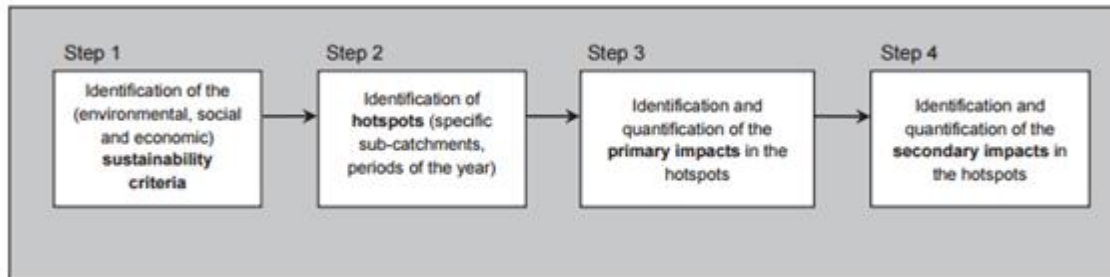 Step 1
Identification of the
(environmental, social
and economic)
sustainability
criteria
Step 2
Identification of
hotspots (specific
sub-catchments,
periods of the year)
Step 3
Identification and
quantification of the
primary impacts in the
hotspots
Step 4
Identification and
quantification of the
secondary impacts in
the hotspots